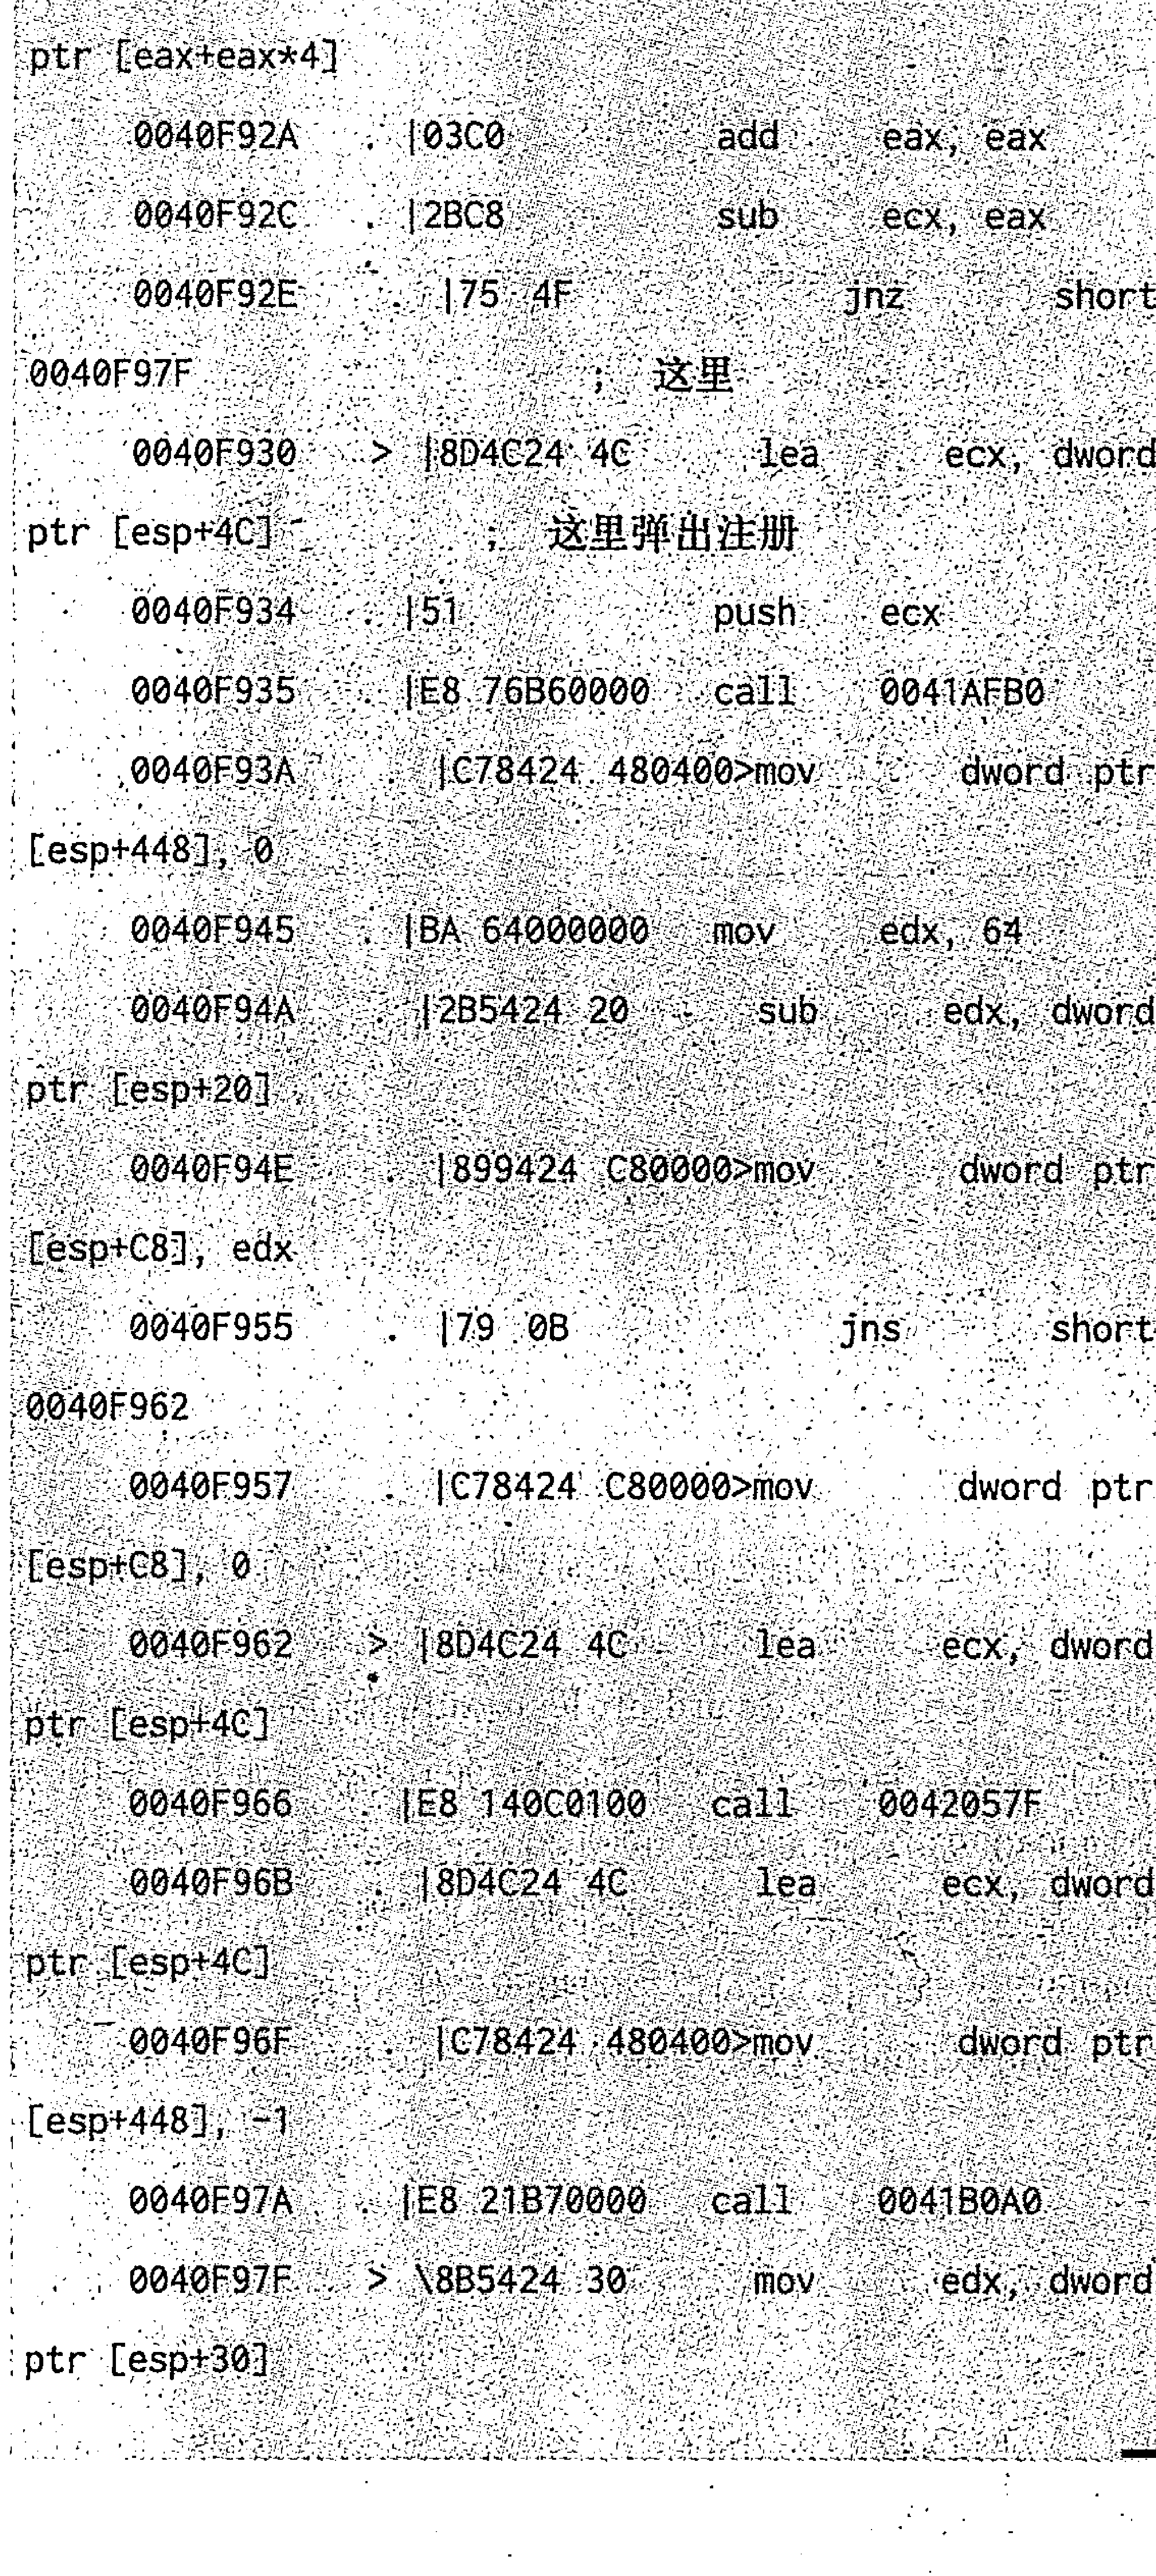 ptr [eax+eax*4]
0040F92A . |03C0 add eax, eax
0040F92C . |2BC8 sub ecx, eax
0040F92E . |75 4F jnz short
0040F97F ; 这里
0040F930 > |8D4C24 4C lea ecx, dword
ptr [esp+4C] ; 这里弹出注册
0040F934 . |51 push ecx
0040F935 . |E8 76B60000 call 0041AFB0
0040F93A . |C78424 480400>mov dword ptr
[esp+448], 0
0040F945 . |BA 64000000 mov edx, 64
0040F94A . |2B5424 20 sub edx, dword
ptr [esp+20]
0040F94E . |899424 C80000>mov dword ptr
[esp+C8], edx
0040F955 . |79 0B jns short
0040F962
0040F957 . |C78424 C80000>mov dword ptr
[esp+C8], 0
0040F962 > |8D4C24 4C lea ecx, dword
ptr [esp+4C]
0040F966 . |E8 140C0100 call 0042057F
0040F96B . |8D4C24 4C lea ecx, dword
ptr [esp+4C]
0040F96F . |C78424 480400>mov dword ptr
[esp+448], -1
0040F97A . |E8 21B70000 call 0041B0A0
0040F97F > \8B5424 30 mov edx, dword
ptr [esp+30]